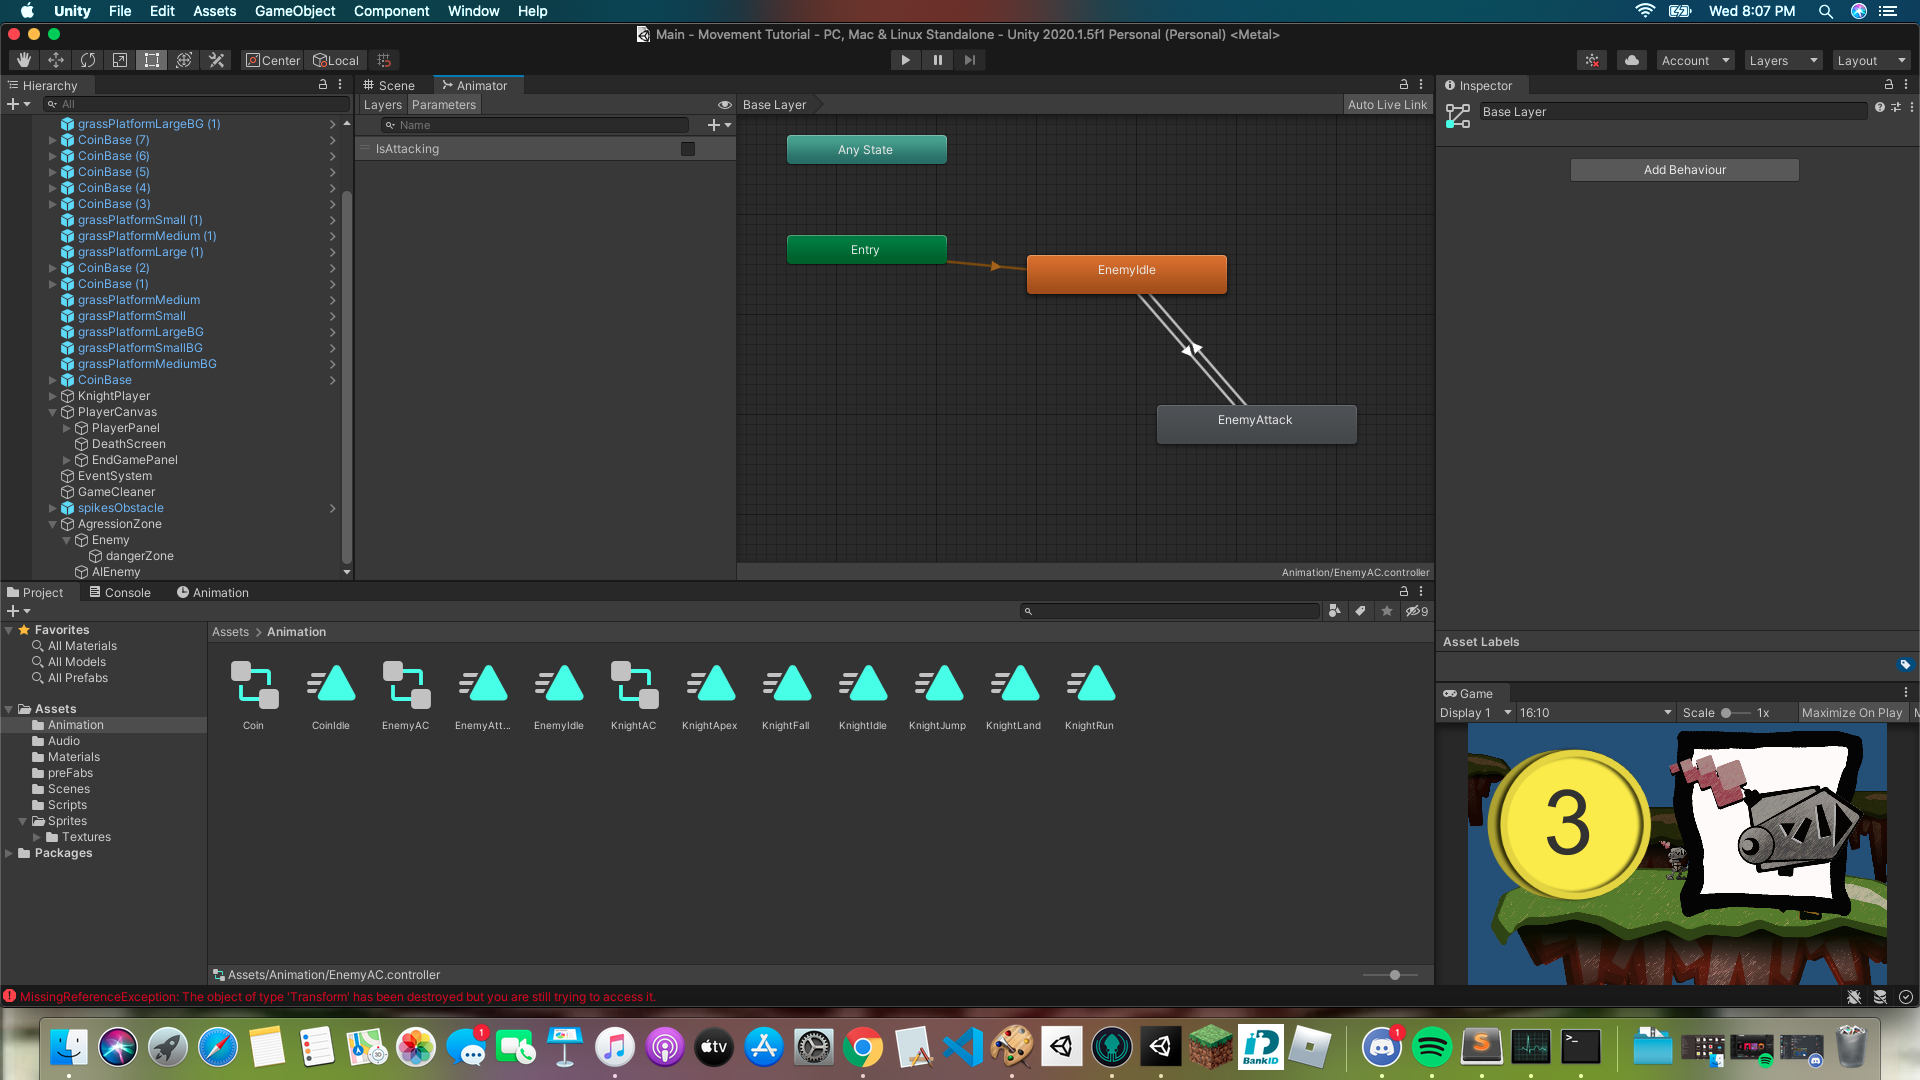 Unity File Edit Assets GameObject Component Window Help Wed 8:07 PM
Main - Movement Tutorial - PC, Mac & Linux Standalone - Unity 2020.1.5f1 Personal (Personal) <Metal>
Center Local Account Layers Layout
Hierarchy
All
grassPlatformLargeBG (1)
CoinBase (7)
CoinBase (6)
CoinBase (5)
CoinBase (4)
CoinBase (3)
grassPlatformSmall (1)
grassPlatformMedium (1)
grassPlatformLarge (1)
CoinBase (2)
CoinBase (1)
grassPlatformMedium
grassPlatformSmall
grassPlatformLargeBG
grassPlatformSmallBG
grassPlatformMediumBG
CoinBase
KnightPlayer
PlayerCanvas
PlayerPanel
DeathScreen
EndGamePanel
EventSystem
GameCleaner
spikesObstacle
AgressionZone
Enemy
dangerZone
AIEnemy
Scene Animator
Layers Parameters Base Layer Auto Live Link
Name
IsAttacking
Any State
Entry
EnemyIdle
EnemyAttack
Animation/EnemyAC.controller
Inspector
Base Layer
Add Behaviour
Asset Labels
Project Console Animation
9
Favorites
All Materials
All Models
All Prefabs
Assets
Animation
Audio
Materials
preFabs
Scenes
Scripts
Sprites
Textures
Packages
Assets > Animation
Coin CoinIdle EnemyAC EnemyAtt... EnemyIdle KnightAC KnightApex KnightFall KnightIdle KnightJump KnightLand KnightRun
Assets/Animation/EnemyAC.controller
Game
Display 1 16:10 Scale 1x Maximize On Play M
3
MissingReferenceException: The object of type 'Transform' has been destroyed but you are still trying to access it.
1
tv
BankID
1
S